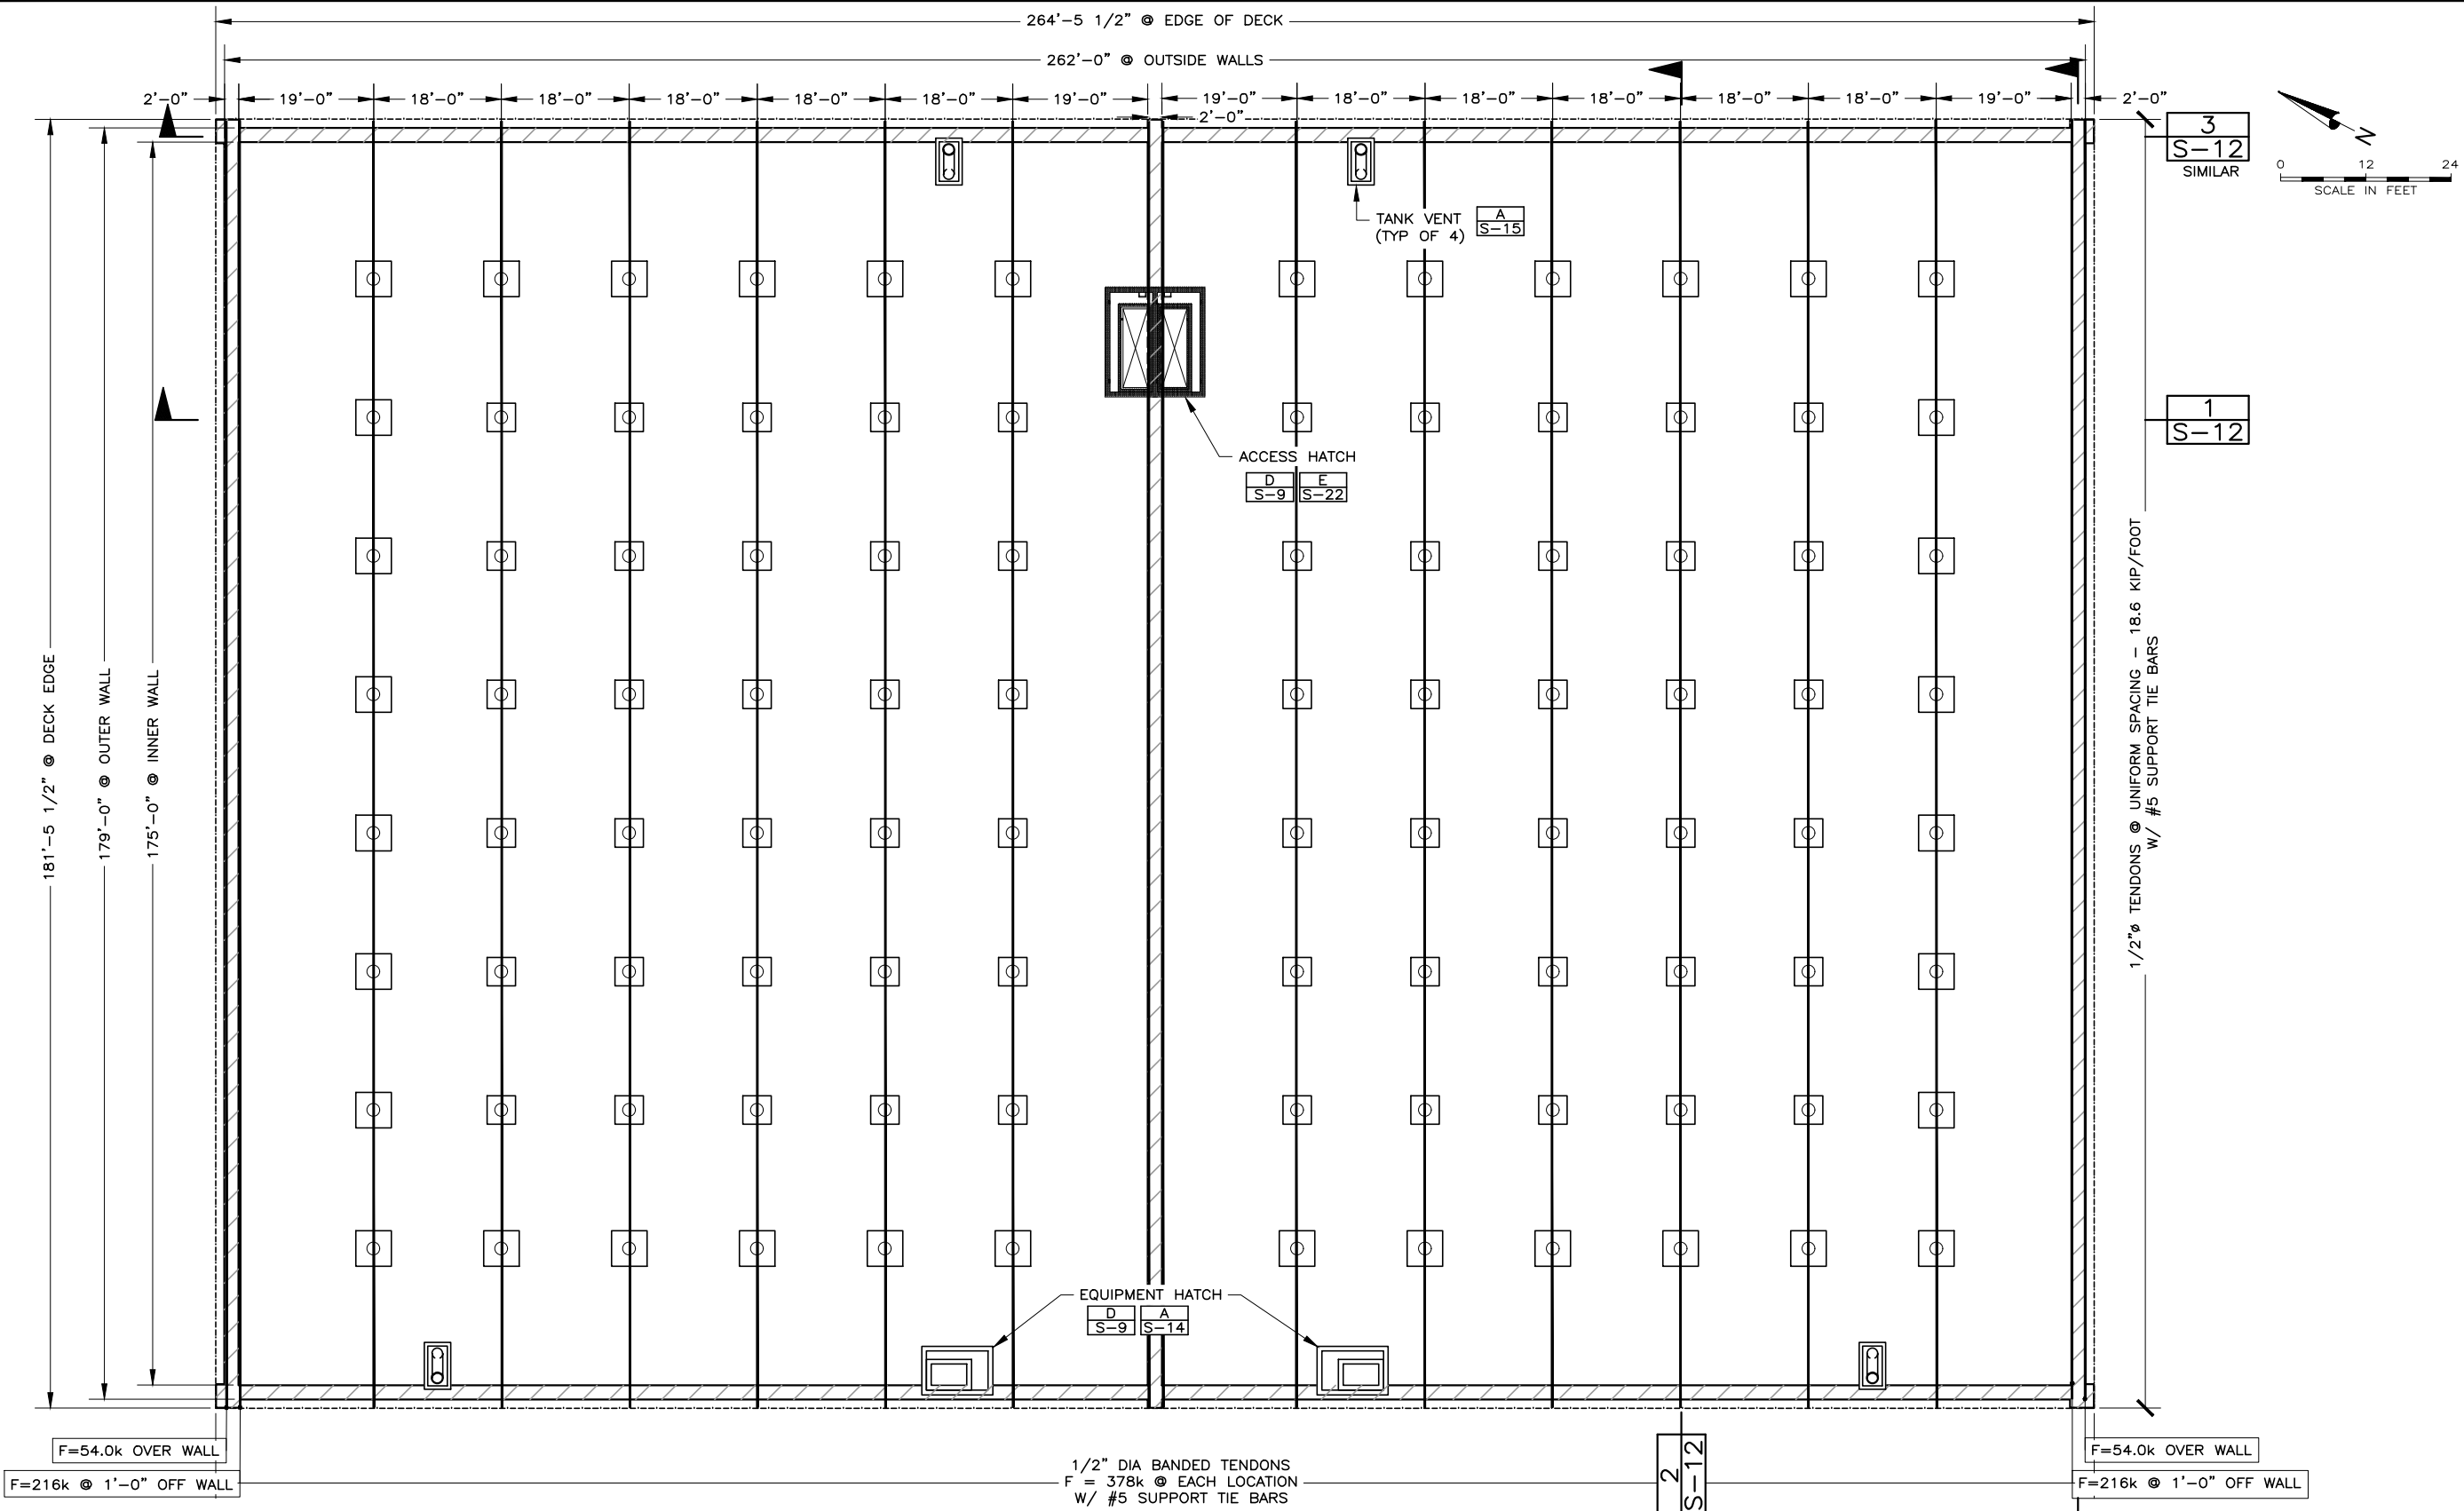 264'-5 1/2" @ EDGE OF DECK
262'-0" @ OUTSIDE WALLS
2'-0" 19'-0" 18'-0" 18'-0" 18'-0" 18'-0" 18'-0" 19'-0" 19'-0" 18'-0" 18'-0" 18'-0" 18'-0" 18'-0" 19'-0" 2'-0"
2'-0"
3
S-12
SIMILAR
N
0 12 24
SCALE IN FEET
TANK VENT
(TYP OF 4)
A
S-15
1
S-12
ACCESS HATCH
D E
S-9 S-22
181'-5 1/2" @ DECK EDGE
179'-0" @ OUTER WALL
175'-0" @ INNER WALL
1/2"ø TENDONS @ UNIFORM SPACING - 18.6 KIP/FOOT
W/ #5 SUPPORT TIE BARS
EQUIPMENT HATCH
D A
S-9 S-14
F=54.0k OVER WALL
F=216k @ 1'-0" OFF WALL
1/2" DIA BANDED TENDONS
F = 378k @ EACH LOCATION
W/ #5 SUPPORT TIE BARS
2
S-12
F=54.0k OVER WALL
F=216k @ 1'-0" OFF WALL